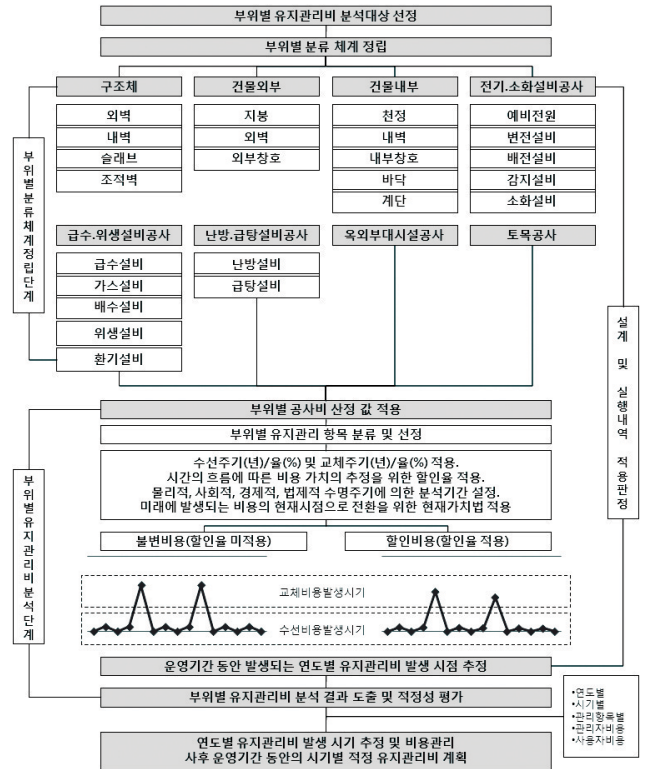 부위별 유지관리비 분석대상 선정
부위별 분류 체계 정립
구조체
외벽
내벽
슬래브
조적벽
건물외부
지붕
외벽
외부창호
건물내부
천정
내벽
내부창호
바닥
계단
전기.소화설비공사
예비전원
변전설비
배전설비
감지설비
소화설비
부위별분류체계정립단계
급수.위생설비공사
급수설비
가스설비
배수설비
위생설비
환기설비
난방.급탕설비공사
난방설비
급탕설비
옥외부대시설공사
토목공사
설계 및 실행내역 적용판정
부위별 공사비 산정 값 적용
부위별 유지관리 항목 분류 및 선정
수선주기(년)/율(%) 및 교체주기(년)/율(%) 적용.
시간의 흐름에 따른 비용 가치의 추정을 위한 할인율 적용.
물리적, 사회적, 경제적, 법제적 수명주기에 의한 분석기간 설정.
미래에 발생되는 비용의 현재시점으로 전환을 위한 현재가치법 적용
부위별유지관리비분석단계
불변비용(할인율 미적용)
할인비용(할인율 적용)
교체비용발생시기
수선비용발생시기
운영기간 동안 발생되는 연도별 유지관리비 발생 시점 추정
부위별 유지관리비 분석 결과 도출 및 적정성 평가
•연도별
•시기별
•관리항목별
•관리자비용
•사용자비용
연도별 유지관리비 발생 시기 추정 및 비용관리
사후 운영기간 동안의 시기별 적정 유지관리비 계획